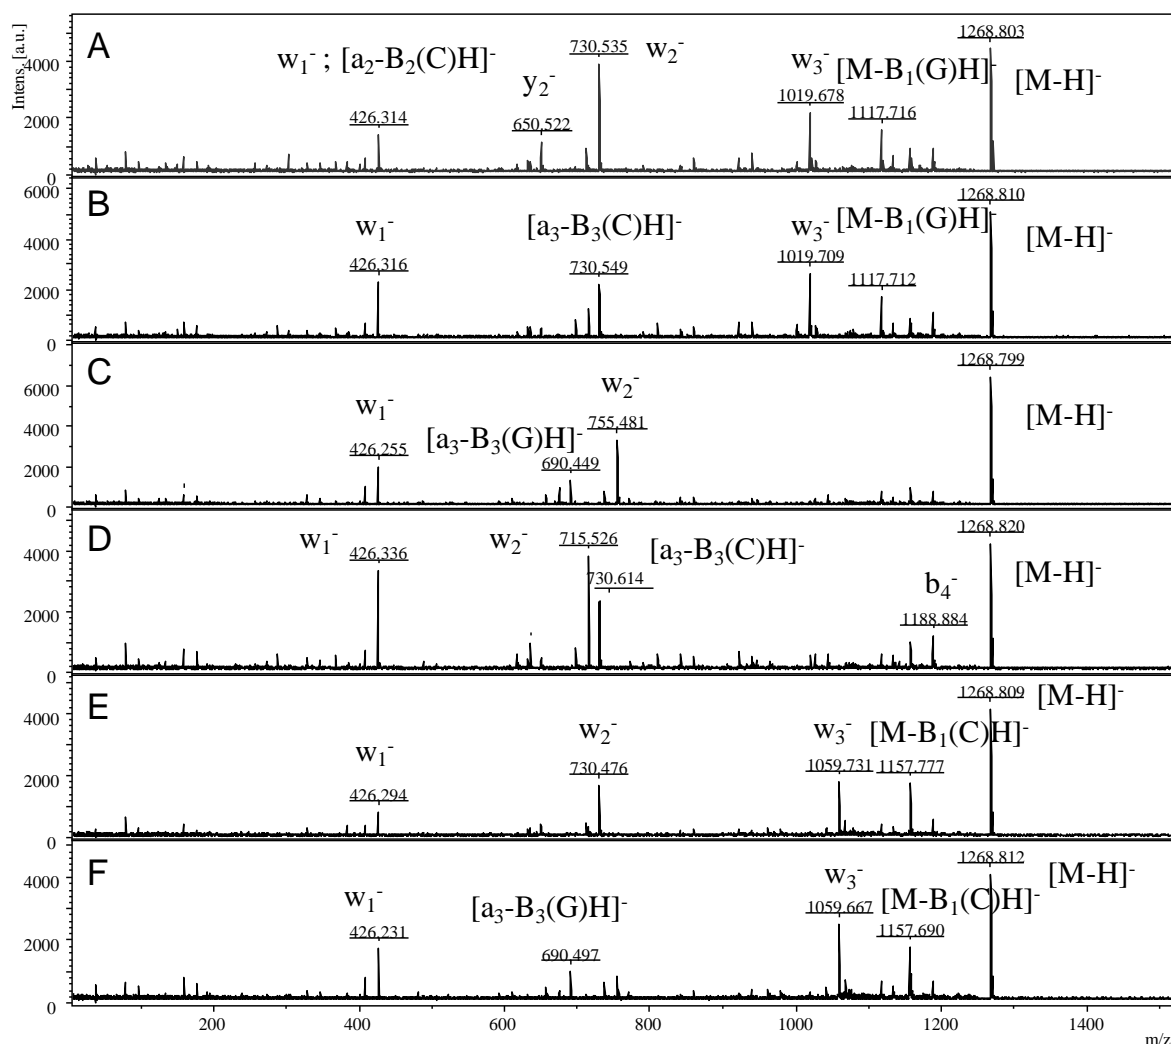 Intens. [a.u.]
A
w₁⁻ ; [a₂-B₂(C)H]⁻
y₂⁻
w₂⁻
w₃⁻
[M-B₁(G)H]⁻
[M-H]⁻
426.314
650.522
730.535
1019.678
1117.716
1268.803
4000
2000
0
B
w₁⁻
[a₃-B₃(C)H]⁻
w₃⁻
[M-B₁(G)H]⁻
[M-H]⁻
426.316
730.549
1019.709
1117.712
1268.810
6000
4000
2000
0
C
w₁⁻
[a₃-B₃(G)H]⁻
w₂⁻
[M-H]⁻
426.255
690.449
755.481
1268.799
6000
4000
2000
0
D
w₁⁻
w₂⁻
[a₃-B₃(C)H]⁻
b₄⁻
[M-H]⁻
426.336
715.526
730.614
1188.884
1268.820
4000
2000
0
E
w₁⁻
w₂⁻
w₃⁻
[M-B₁(C)H]⁻
[M-H]⁻
426.294
730.476
1059.731
1157.777
1268.809
4000
2000
0
F
w₁⁻
[a₃-B₃(G)H]⁻
w₃⁻
[M-B₁(C)H]⁻
[M-H]⁻
426.231
690.497
1059.667
1157.690
1268.812
4000
2000
0
200 400 600 800 1000 1200 1400
m/z